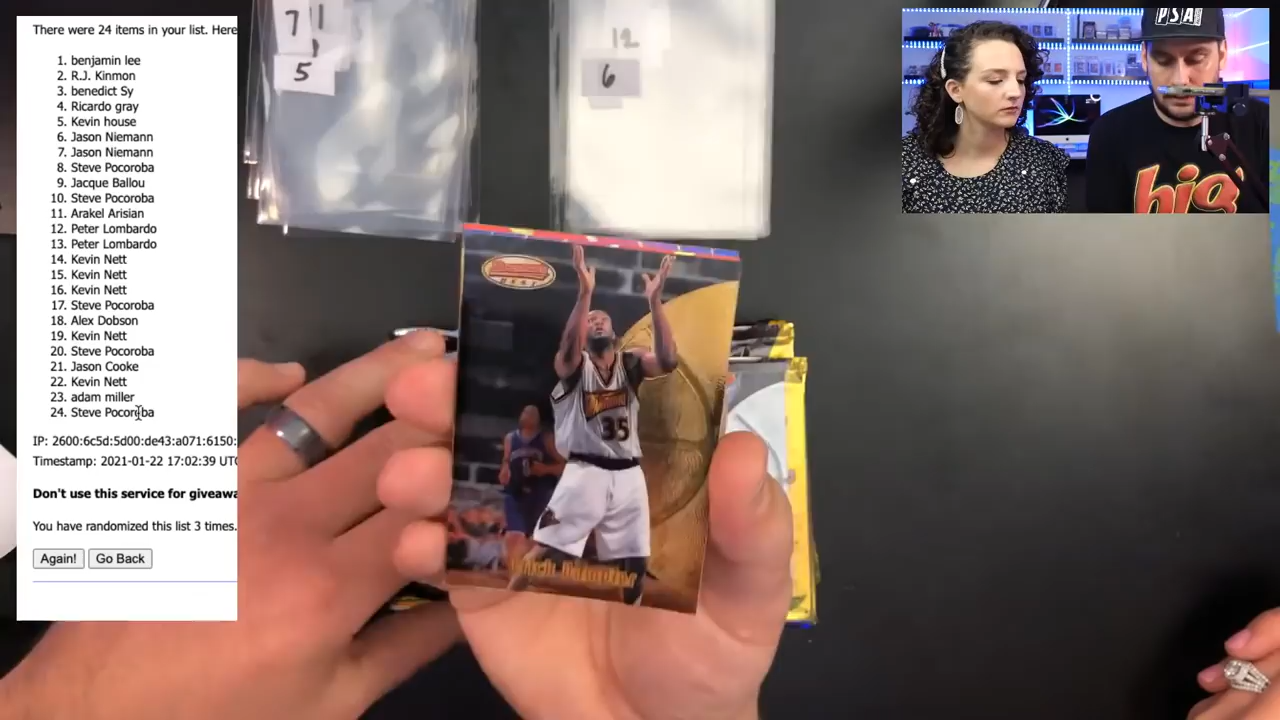 There were 24 items in your list. Here
1. benjamin lee
2. R.J. Kinmon
3. benedict Sy
4. Ricardo gray
5. Kevin house
6. Jason Niemann
7. Jason Niemann
8. Steve Pocoroba
9. Jacque Ballou
10. Steve Pocoroba
11. Arakel Arisian
12. Peter Lombardo
13. Peter Lombardo
14. Kevin Nett
15. Kevin Nett
16. Kevin Nett
17. Steve Pocoroba
18. Alex Dobson
19. Kevin Nett
20. Steve Pocoroba
21. Jason Cooke
22. Kevin Nett
23. adam miller
24. Steve Pocoroba
IP: 2600:6c5d:5d00:de43:a071:6150:
Timestamp: 2021-01-22 17:02:39 UTC
Don't use this service for giveawa
You have randomized this list 3 times.
Again! Go Back
7
5
12
6
35
PSA
big